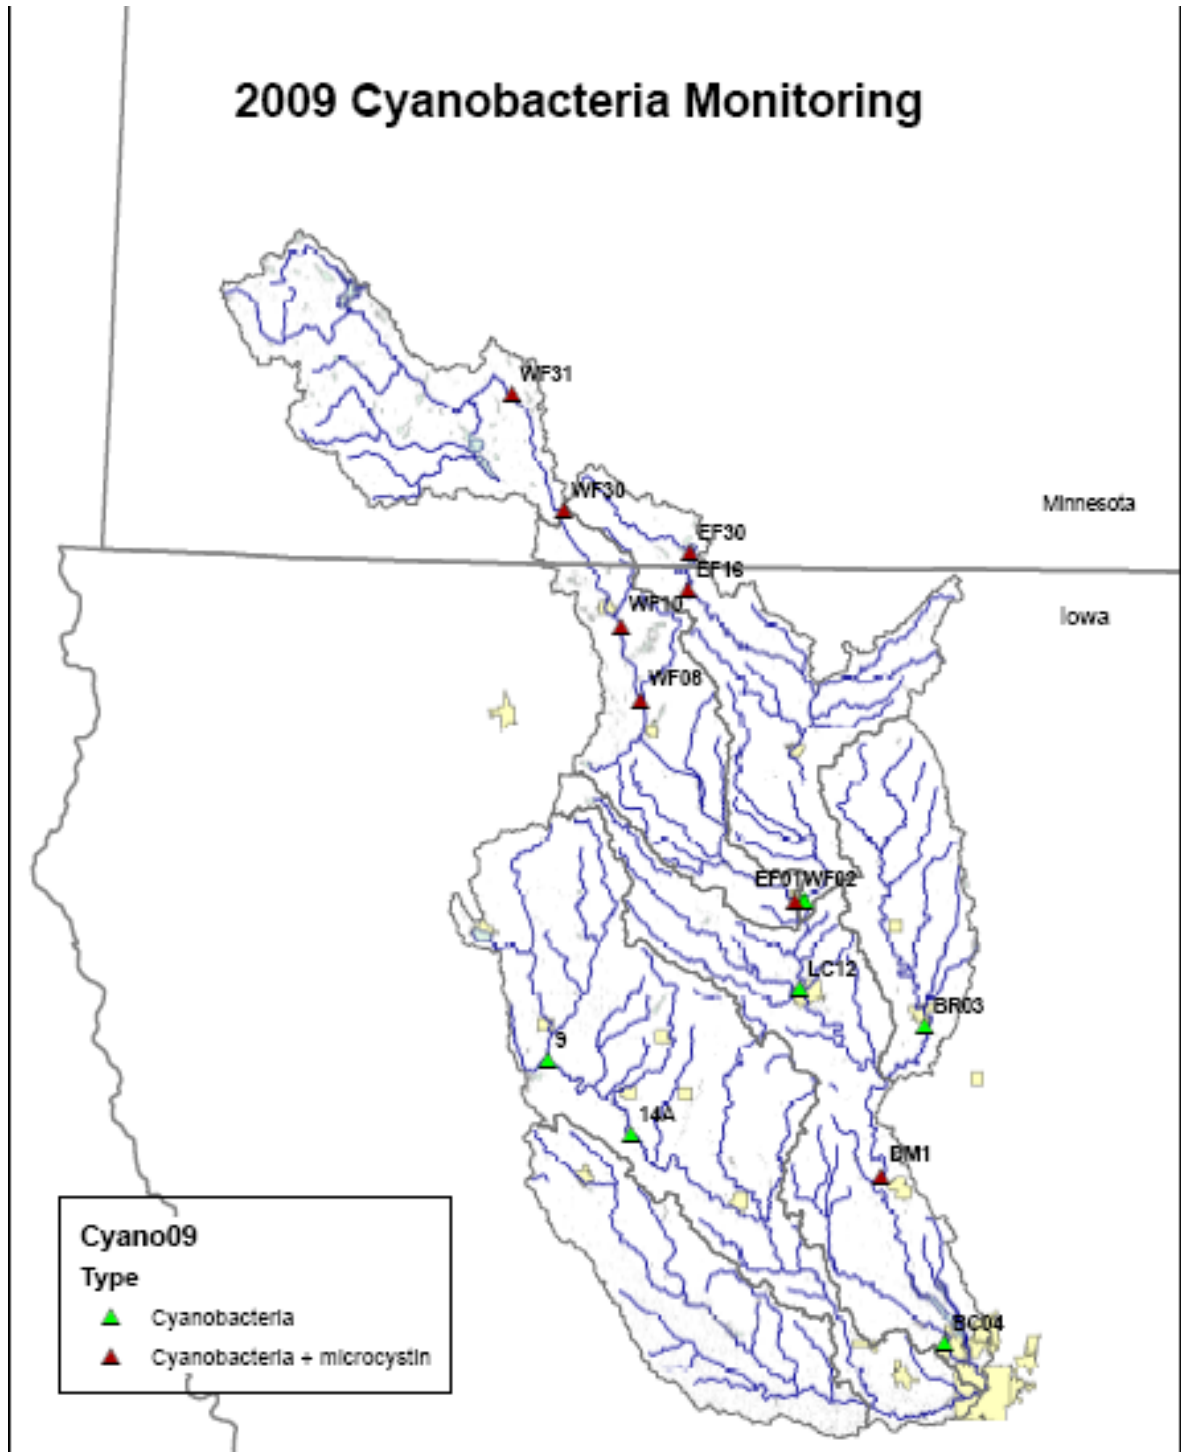 2009 Cyanobacteria Monitoring
WF31
WF30
Minnesota
EF30
EF16
WF10
Iowa
WF08
EF01 WF02
LC12
BR03
9
14A
DM1
Cyano09
Type
Cyanobacteria
BC04
Cyanobacteria + microcystin